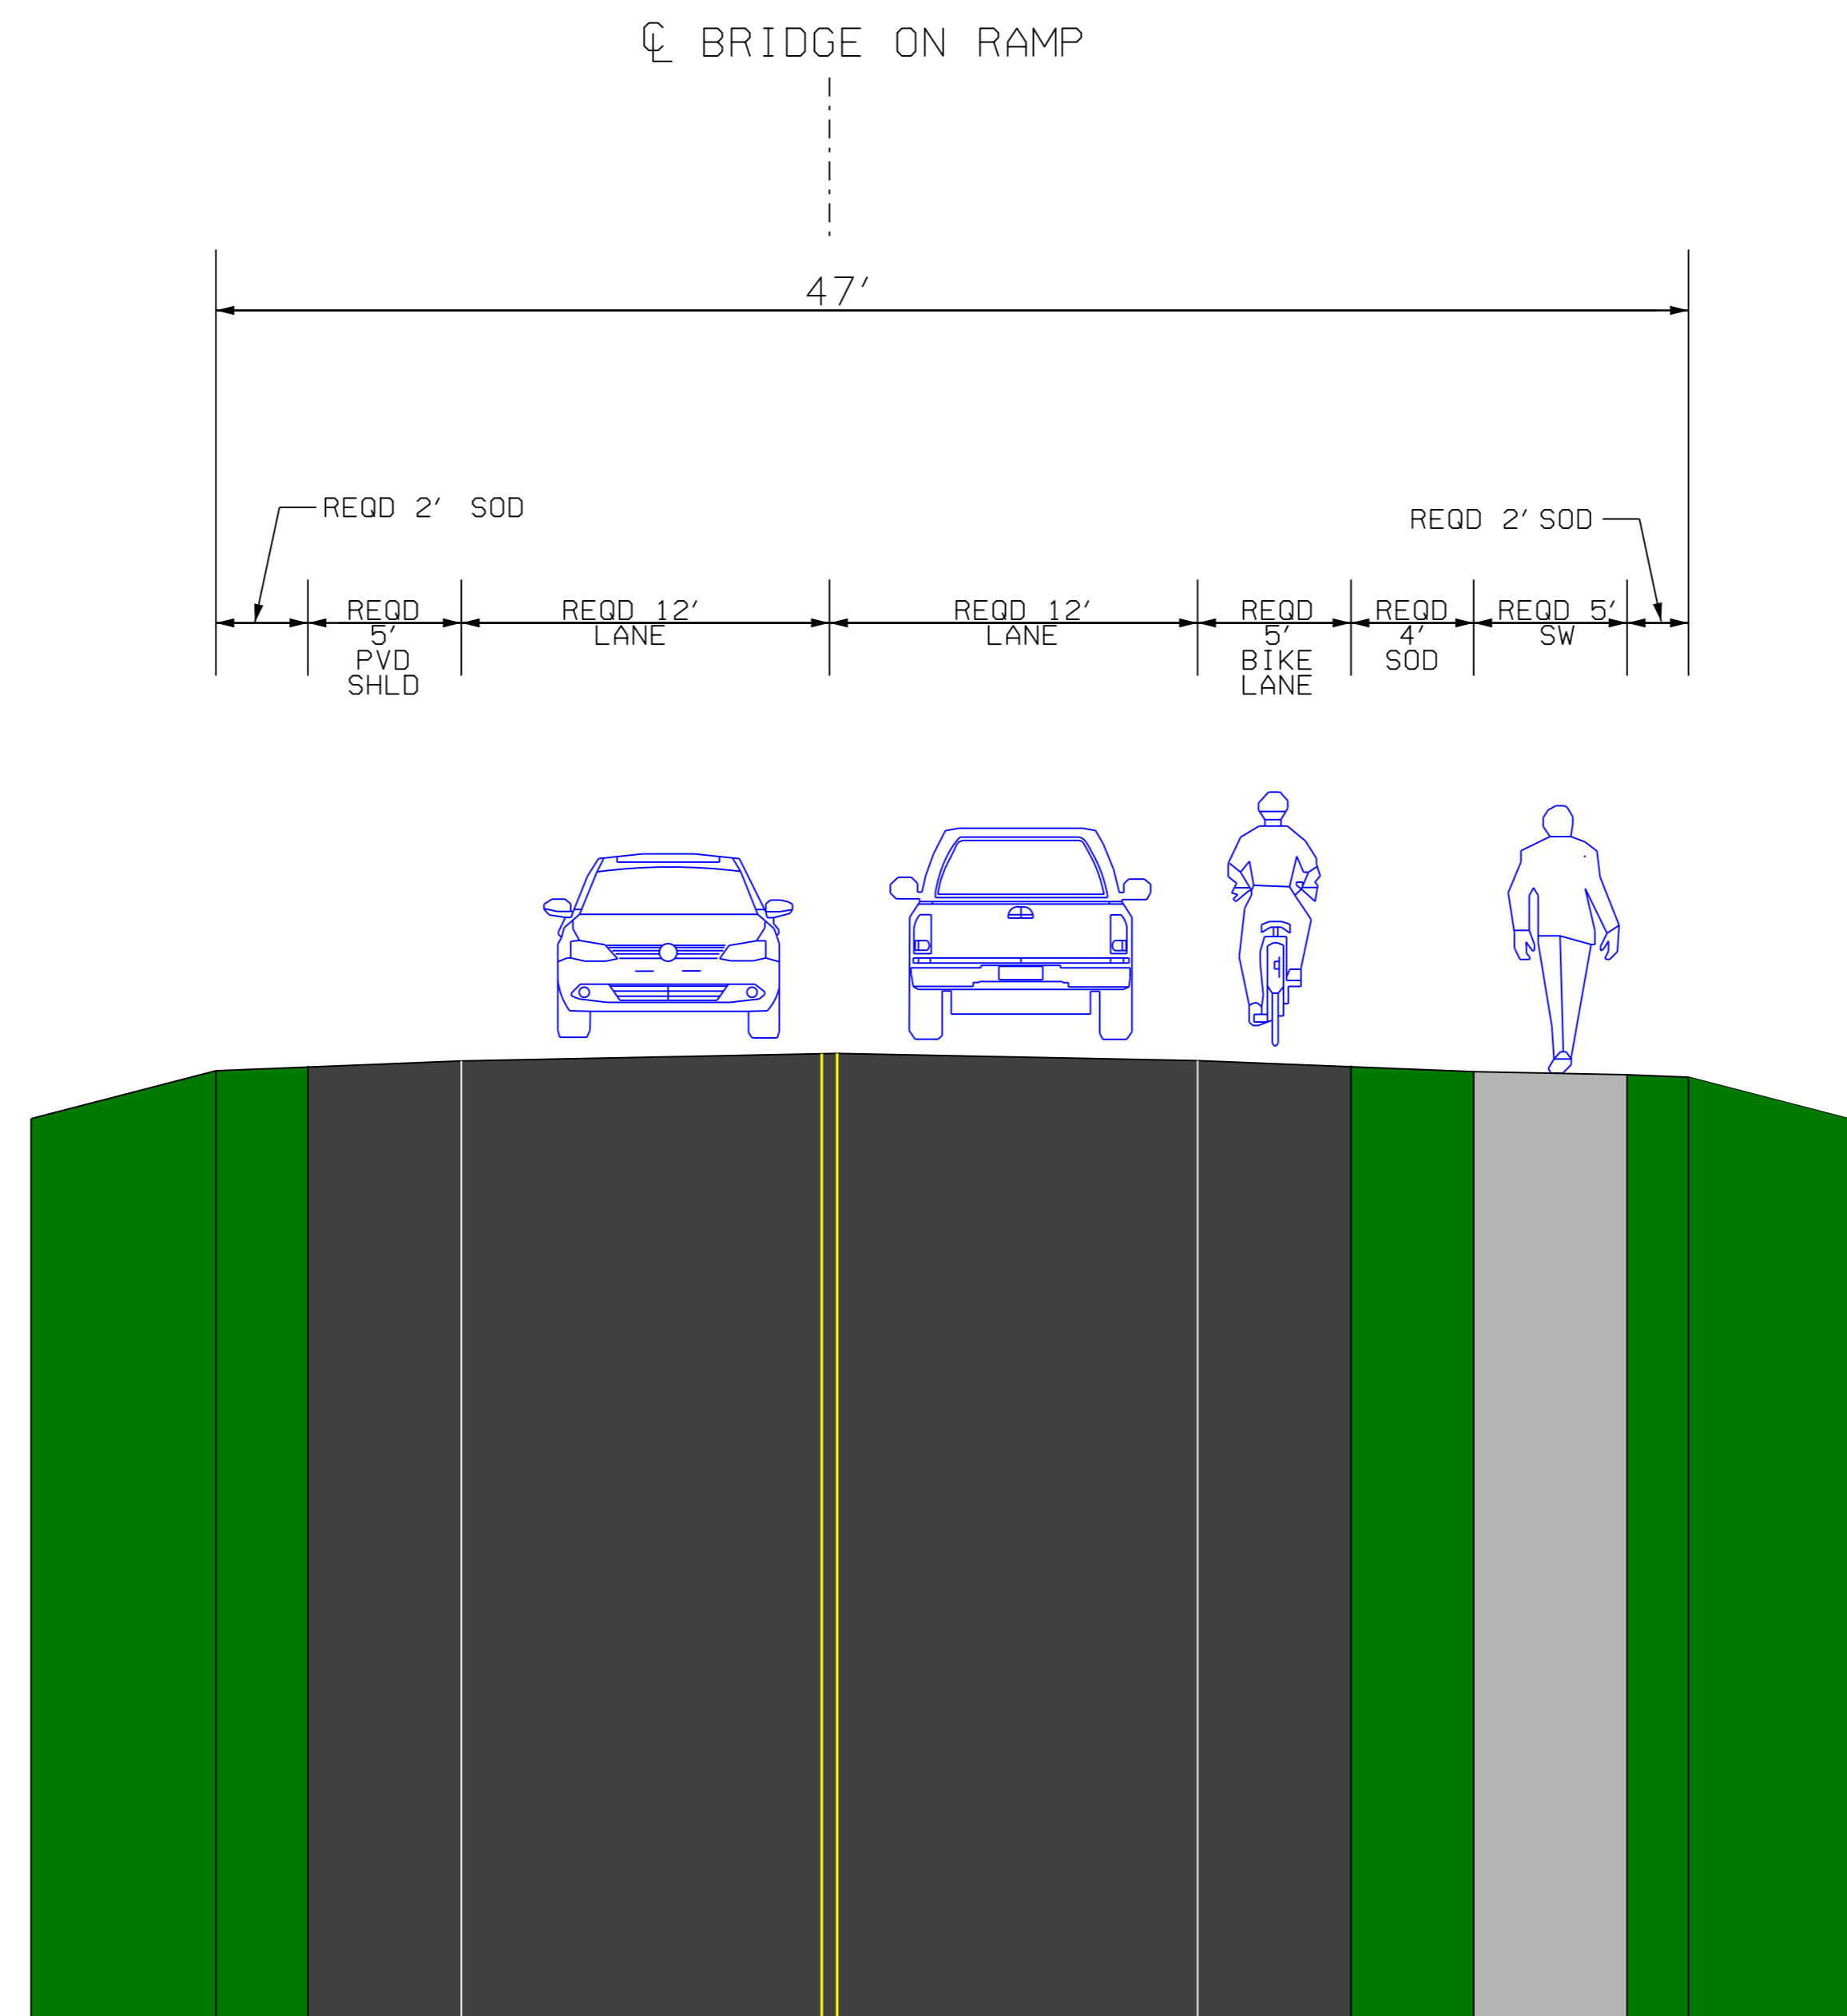 ℄ BRIDGE ON RAMP
47'
REQD 2' SOD
REQD 2' SOD
REQD
5'
PVD
SHLD
REQD 12'
LANE
REQD 12'
LANE
REQD
5'
BIKE
LANE
REQD
4'
SOD
REQD 5'
SW